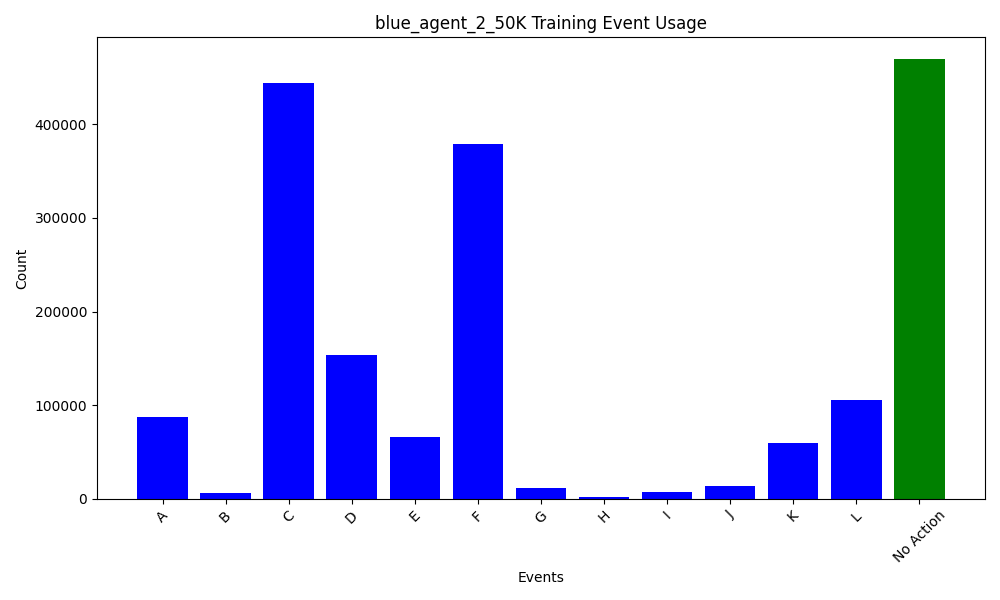 blue_agent_2_50K Training Event Usage
Count
400000
300000
200000
100000
0
A
B
C
D
E
F
G
H
I
J
K
L
No Action
Events